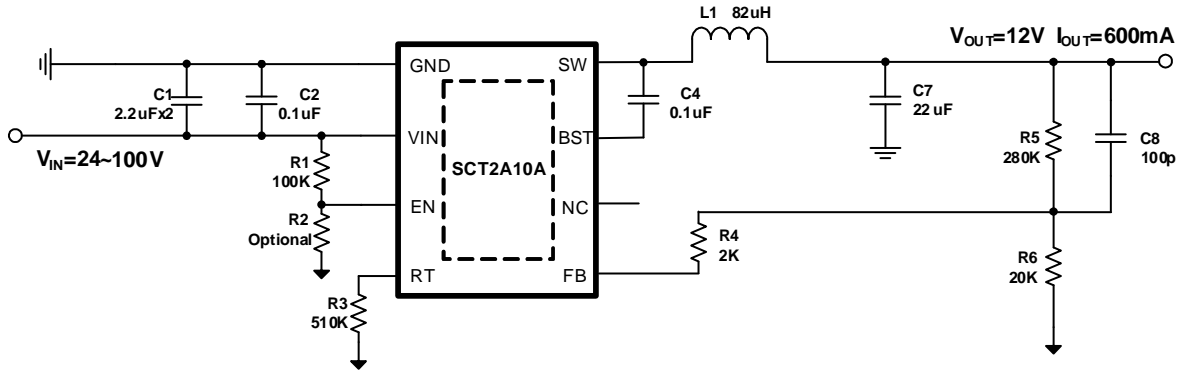 L1 82uH
VOUT=12V IOUT=600mA
GND
SW
C1
2.2uFx2
C2
0.1uF
C4
0.1uF
C7
22uF
VIN
BST
VIN=24~100V
R1
100K
SCT2A10A
R5
280K
C8
100p
EN
NC
R2
Optional
R4
2K
RT
FB
R6
20K
R3
510K